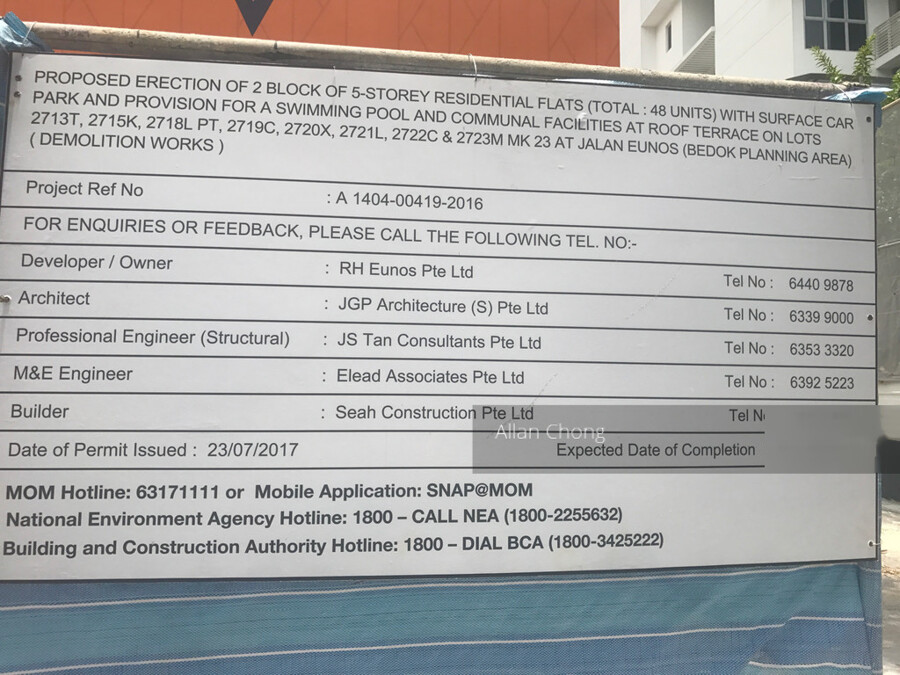 PROPOSED ERECTION OF 2 BLOCK OF 5-STOREY RESIDENTIAL FLATS (TOTAL : 48 UNITS) WITH SURFACE CAR
PARK AND PROVISION FOR A SWIMMING POOL AND COMMUNAL FACILITIES AT ROOF TERRACE ON LOTS
2713T, 2715K, 2718L PT, 2719C, 2720X, 2721L, 2722C & 2723M MK 23 AT JALAN EUNOS (BEDOK PLANNING AREA)
( DEMOLITION WORKS )
Project Ref No : A 1404-00419-2016
FOR ENQUIRIES OR FEEDBACK, PLEASE CALL THE FOLLOWING TEL. NO:-
Developer / Owner : RH Eunos Pte Ltd Tel No : 6440 9878
Architect : JGP Architecture (S) Pte Ltd Tel No : 6339 9000
Professional Engineer (Structural) : JS Tan Consultants Pte Ltd Tel No : 6353 3320
M&E Engineer : Elead Associates Pte Ltd Tel No : 6392 5223
Builder : Seah Construction Pte Ltd Tel
Allan Chong
Date of Permit Issued : 23/07/2017 Expected Date of Completion
MOM Hotline: 63171111 or Mobile Application: SNAP@MOM
National Environment Agency Hotline: 1800 – CALL NEA (1800-2255632)
Building and Construction Authority Hotline: 1800 – DIAL BCA (1800-3425222)